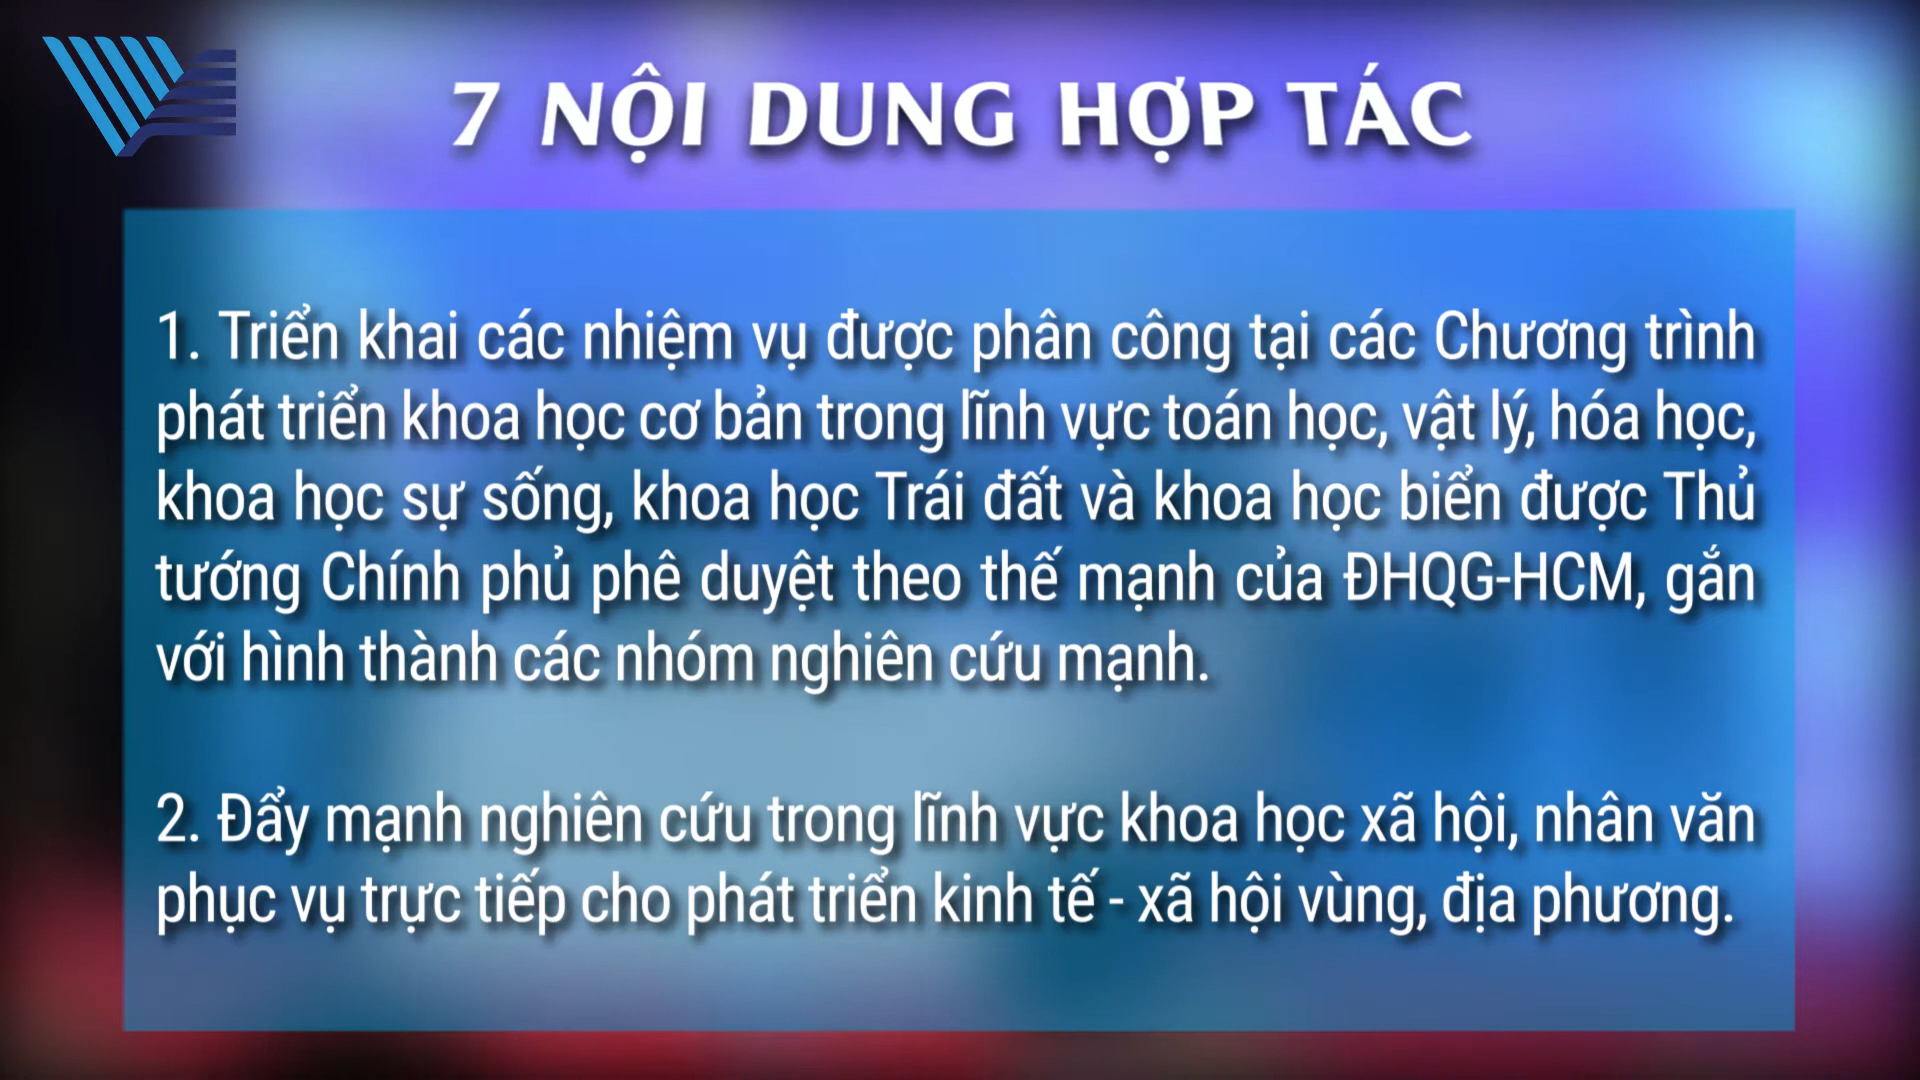 7 NỘI DUNG HỢP TÁC
1. Triển khai các nhiệm vụ được phân công tại các Chương trình
phát triển khoa học cơ bản trong lĩnh vực toán học, vật lý, hóa học,
khoa học sự sống, khoa học Trái đất và khoa học biển được Thủ
tướng Chính phủ phê duyệt theo thế mạnh của ĐHQG-HCM, gắn
với hình thành các nhóm nghiên cứu mạnh.
2. Đẩy mạnh nghiên cứu trong lĩnh vực khoa học xã hội, nhân văn
phục vụ trực tiếp cho phát triển kinh tế - xã hội vùng, địa phương.